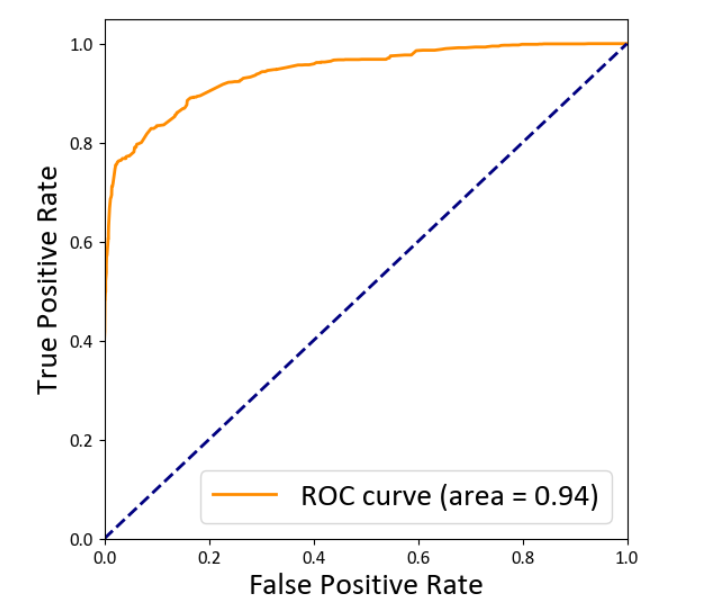 1.0
0.8
0.6
0.4
0.2
0.0
True Positive Rate
ROC curve (area = 0.94)
0.0 0.2 0.4 0.6 0.8 1.0
False Positive Rate